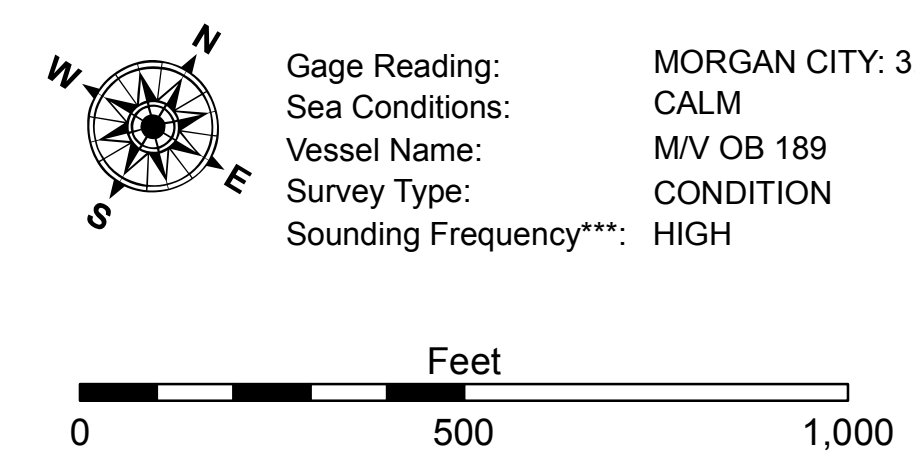 N
W
E
S
Gage Reading: MORGAN CITY: 3
Sea Conditions: CALM
Vessel Name: M/V OB 189
Survey Type: CONDITION
Sounding Frequency***: HIGH
Feet
0 500 1,000